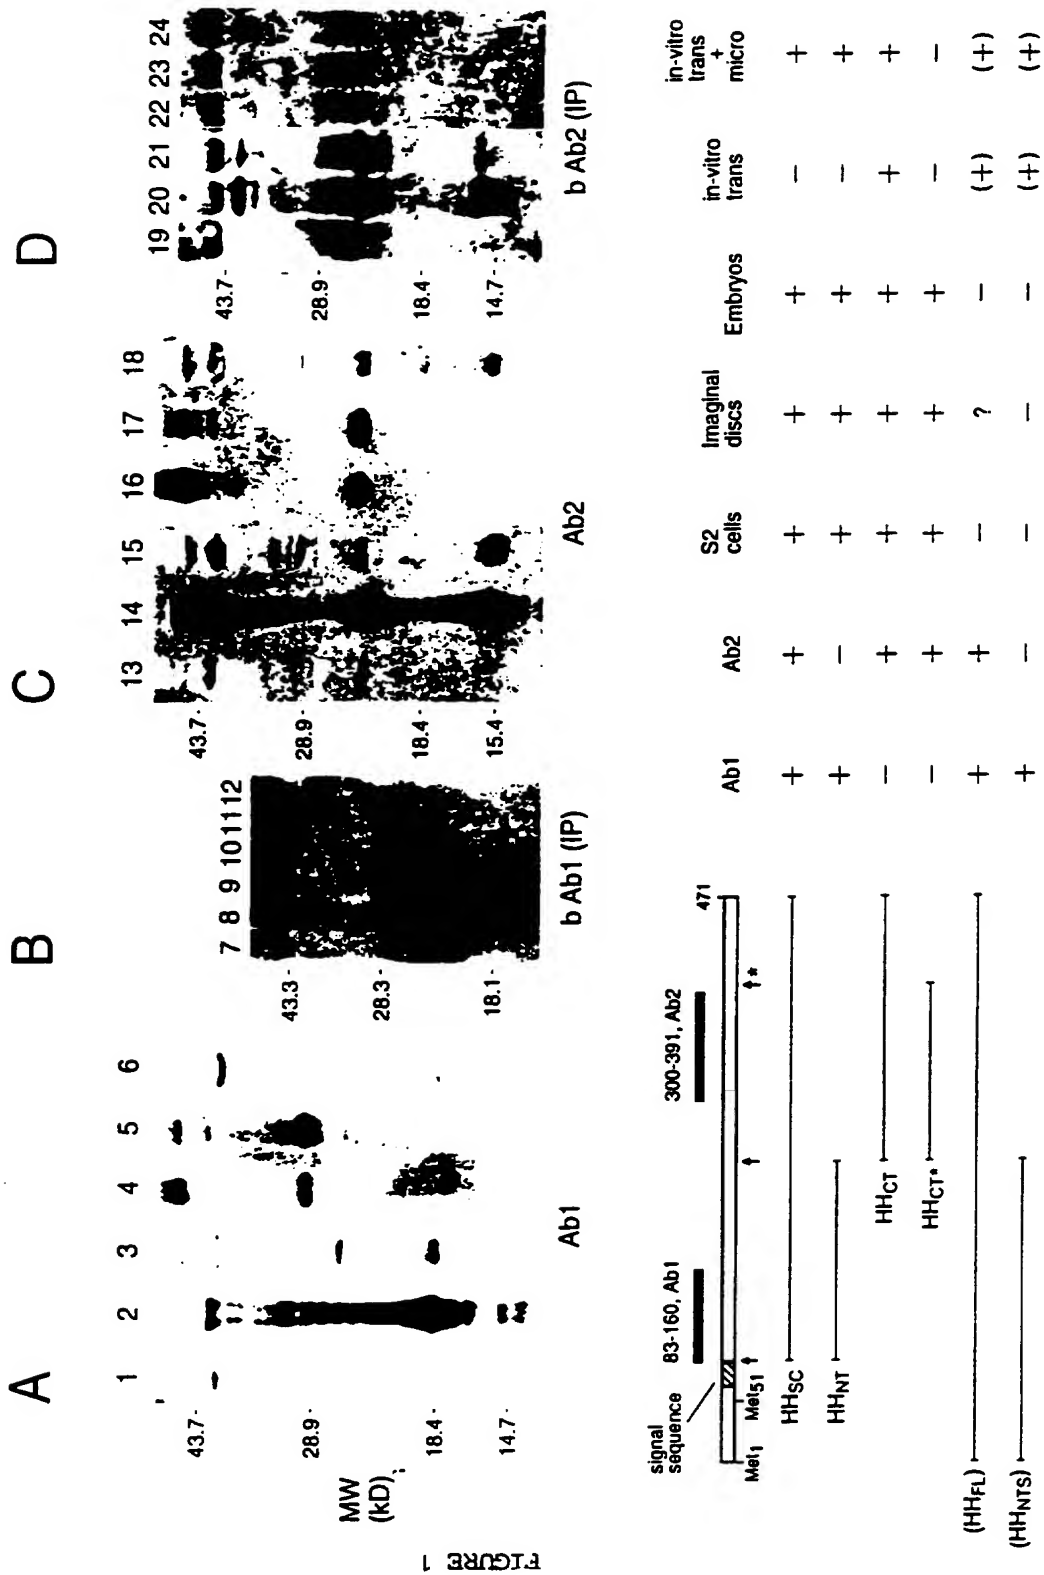 FIGURE 1
A
1 2 3 4 5 6
MW
(kD)
43.7 -
28.9 -
18.4 -
14.7 -
Ab1
B
7 8 9 10 11 12
43.3 -
28.3 -
18.1 -
b Ab1 (IP)
C
13 14 15 16 17 18
43.7 -
28.9 -
18.4 -
15.4 -
Ab2
D
19 20 21 22 23 24
43.7 -
28.9 -
18.4 -
14.7 -
b Ab2 (IP)
signal
sequence
83-160, Ab1
300-391, Ab2
471
Met1
Met51
*
Ab1 Ab2 S2 cells Imaginal discs Embryos in-vitro trans in-vitro trans + micro
HHSC + + + + + − +
HHNT + − + + + − +
HHCT − + + + + + +
HHCT* − + + + + − −
(HHFL) + + − ? − (+) (+)
(HHNTS) + − − − − (+) (+)